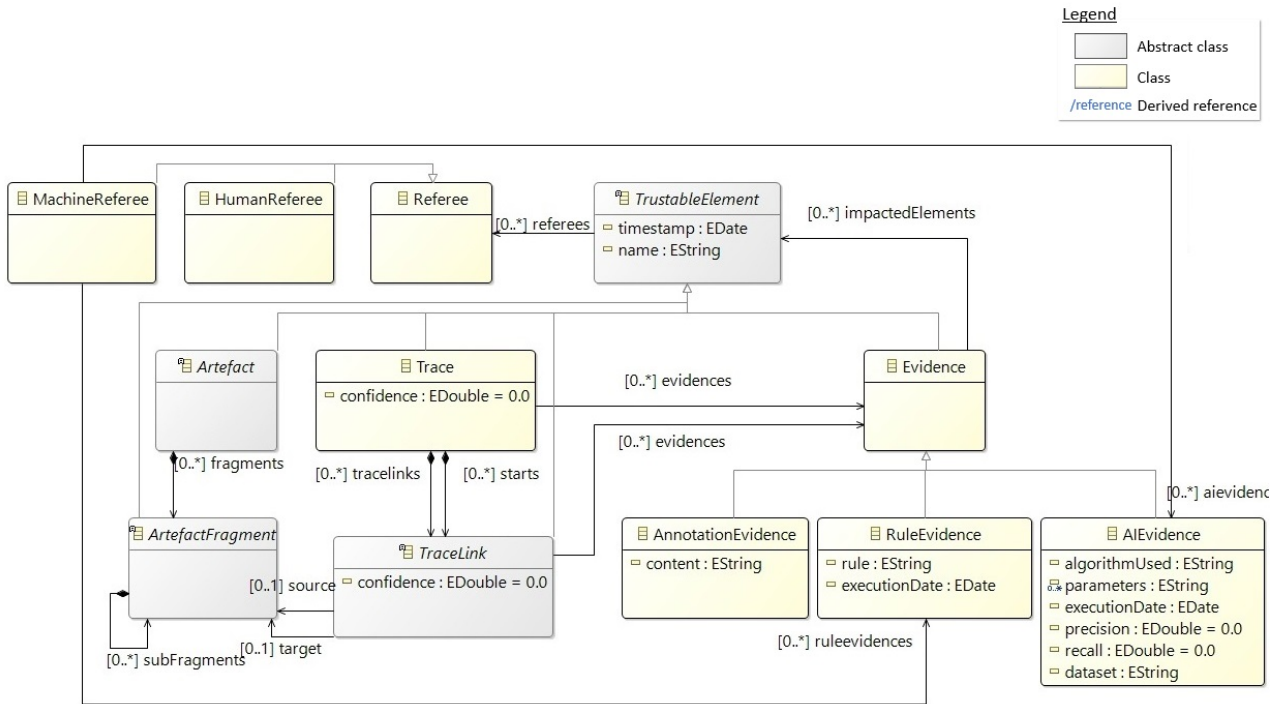 Legend
Abstract class
Class
/reference Derived reference
MachineReferee
HumanReferee
Referee
TrustableElement
timestamp : EDate
name : EString
[0..*] referees
[0..*] impactedElements
Artefact
Trace
confidence : EDouble = 0.0
Evidence
[0..*] evidences
[0..*] evidences
[0..*] fragments
[0..*] tracelinks
[0..*] starts
[0..*] aievidenc
ArtefactFragment
TraceLink
confidence : EDouble = 0.0
[0..1] source
[0..1] target
[0..*] subFragments
AnnotationEvidence
content : EString
RuleEvidence
rule : EString
executionDate : EDate
[0..*] ruleevidences
AIEvidence
algorithmUsed : EString
0..* parameters : EString
executionDate : EDate
precision : EDouble = 0.0
recall : EDouble = 0.0
dataset : EString